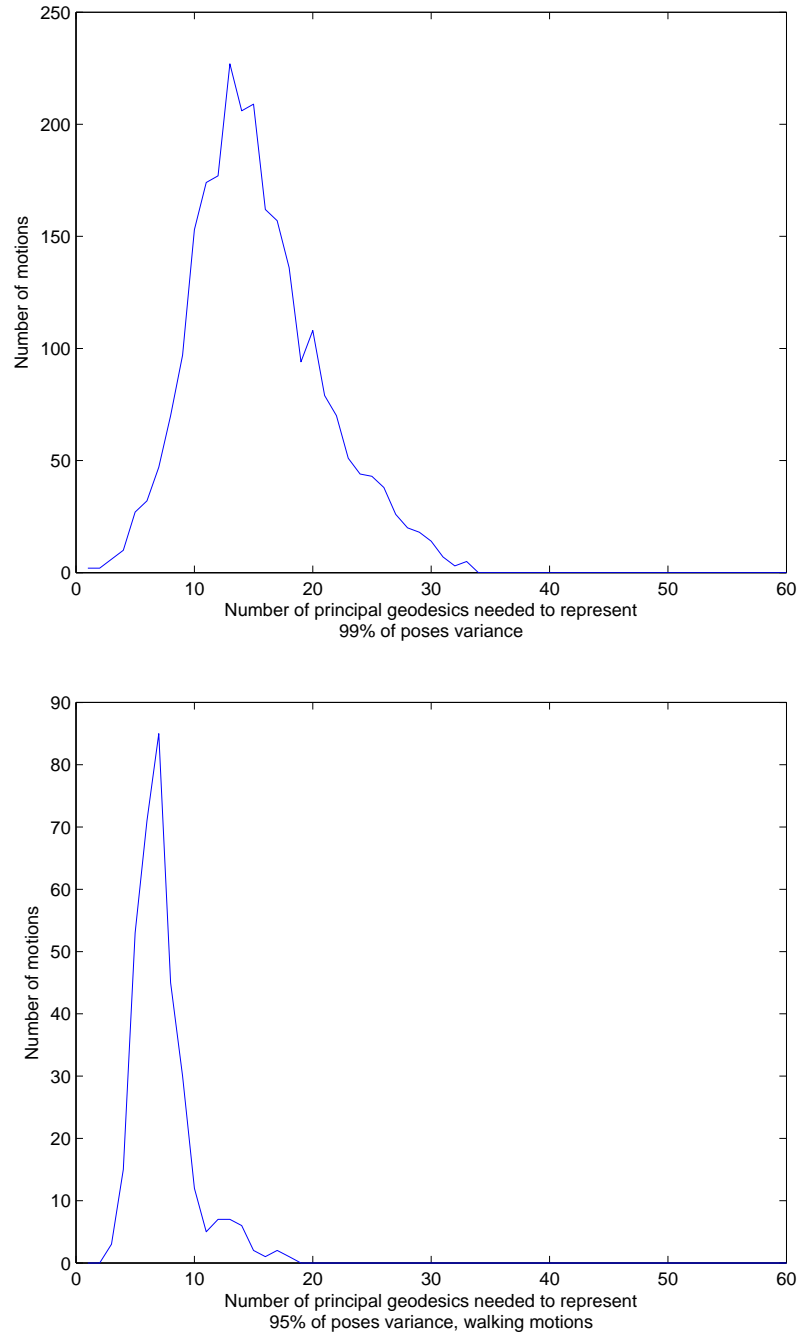 250
200
150
100
50
0
Number of motions
0 10 20 30 40 50 60
Number of principal geodesics needed to represent
99% of poses variance
90
80
70
60
50
40
30
20
10
0
Number of motions
0 10 20 30 40 50 60
Number of principal geodesics needed to represent
95% of poses variance, walking motions